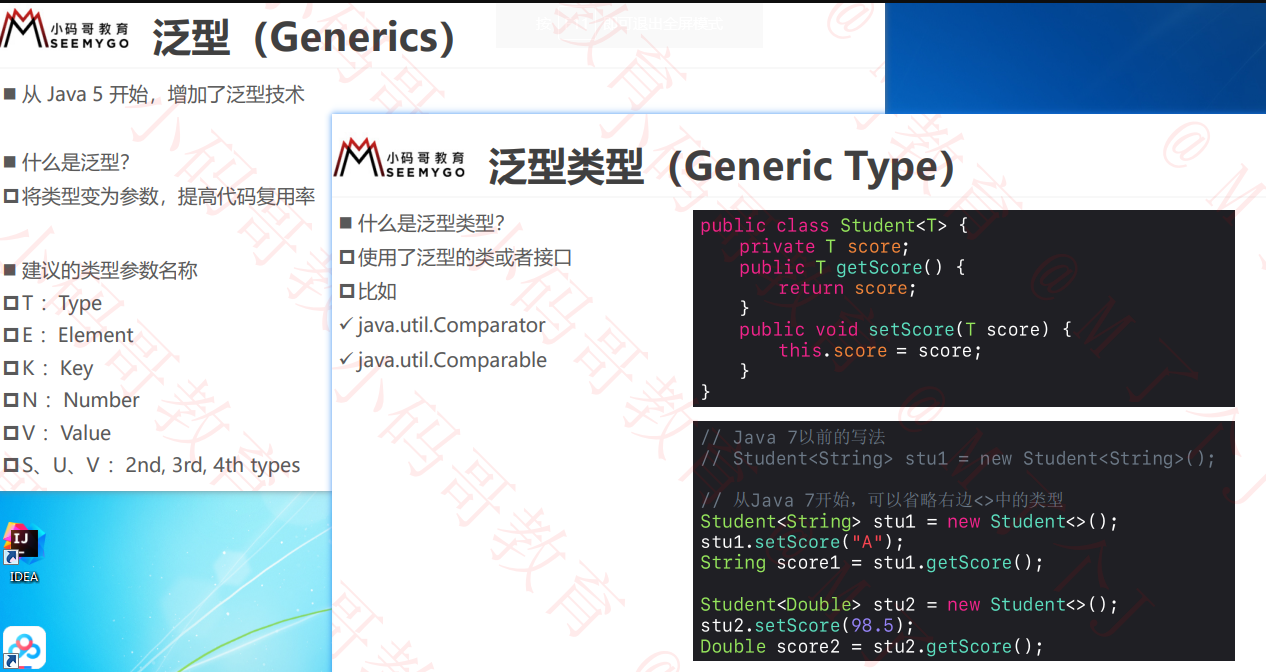 小码哥教育
SEEMYGO
泛型（Generics）
■ 从 Java 5 开始，增加了泛型技术
■ 什么是泛型？
将类型变为参数，提高代码复用率
■ 建议的类型参数名称
T ：Type
E ：Element
K ：Key
N ：Number
V ：Value
S、U、V ：2nd, 3rd, 4th types
IDEA
小码哥教育
SEEMYGO
泛型类型（Generic Type）
■ 什么是泛型类型？
使用了泛型的类或者接口
比如
✓ java.util.Comparator
✓ java.util.Comparable
public class Student<T> {
    private T score;
    public T getScore() {
        return score;
    }
    public void setScore(T score) {
        this.score = score;
    }
}
// Java 7以前的写法
// Student<String> stu1 = new Student<String>();
// 从Java 7开始，可以省略右边<>中的类型
Student<String> stu1 = new Student<>();
stu1.setScore("A");
String score1 = stu1.getScore();
Student<Double> stu2 = new Student<>();
stu2.setScore(98.5);
Double score2 = stu2.getScore();